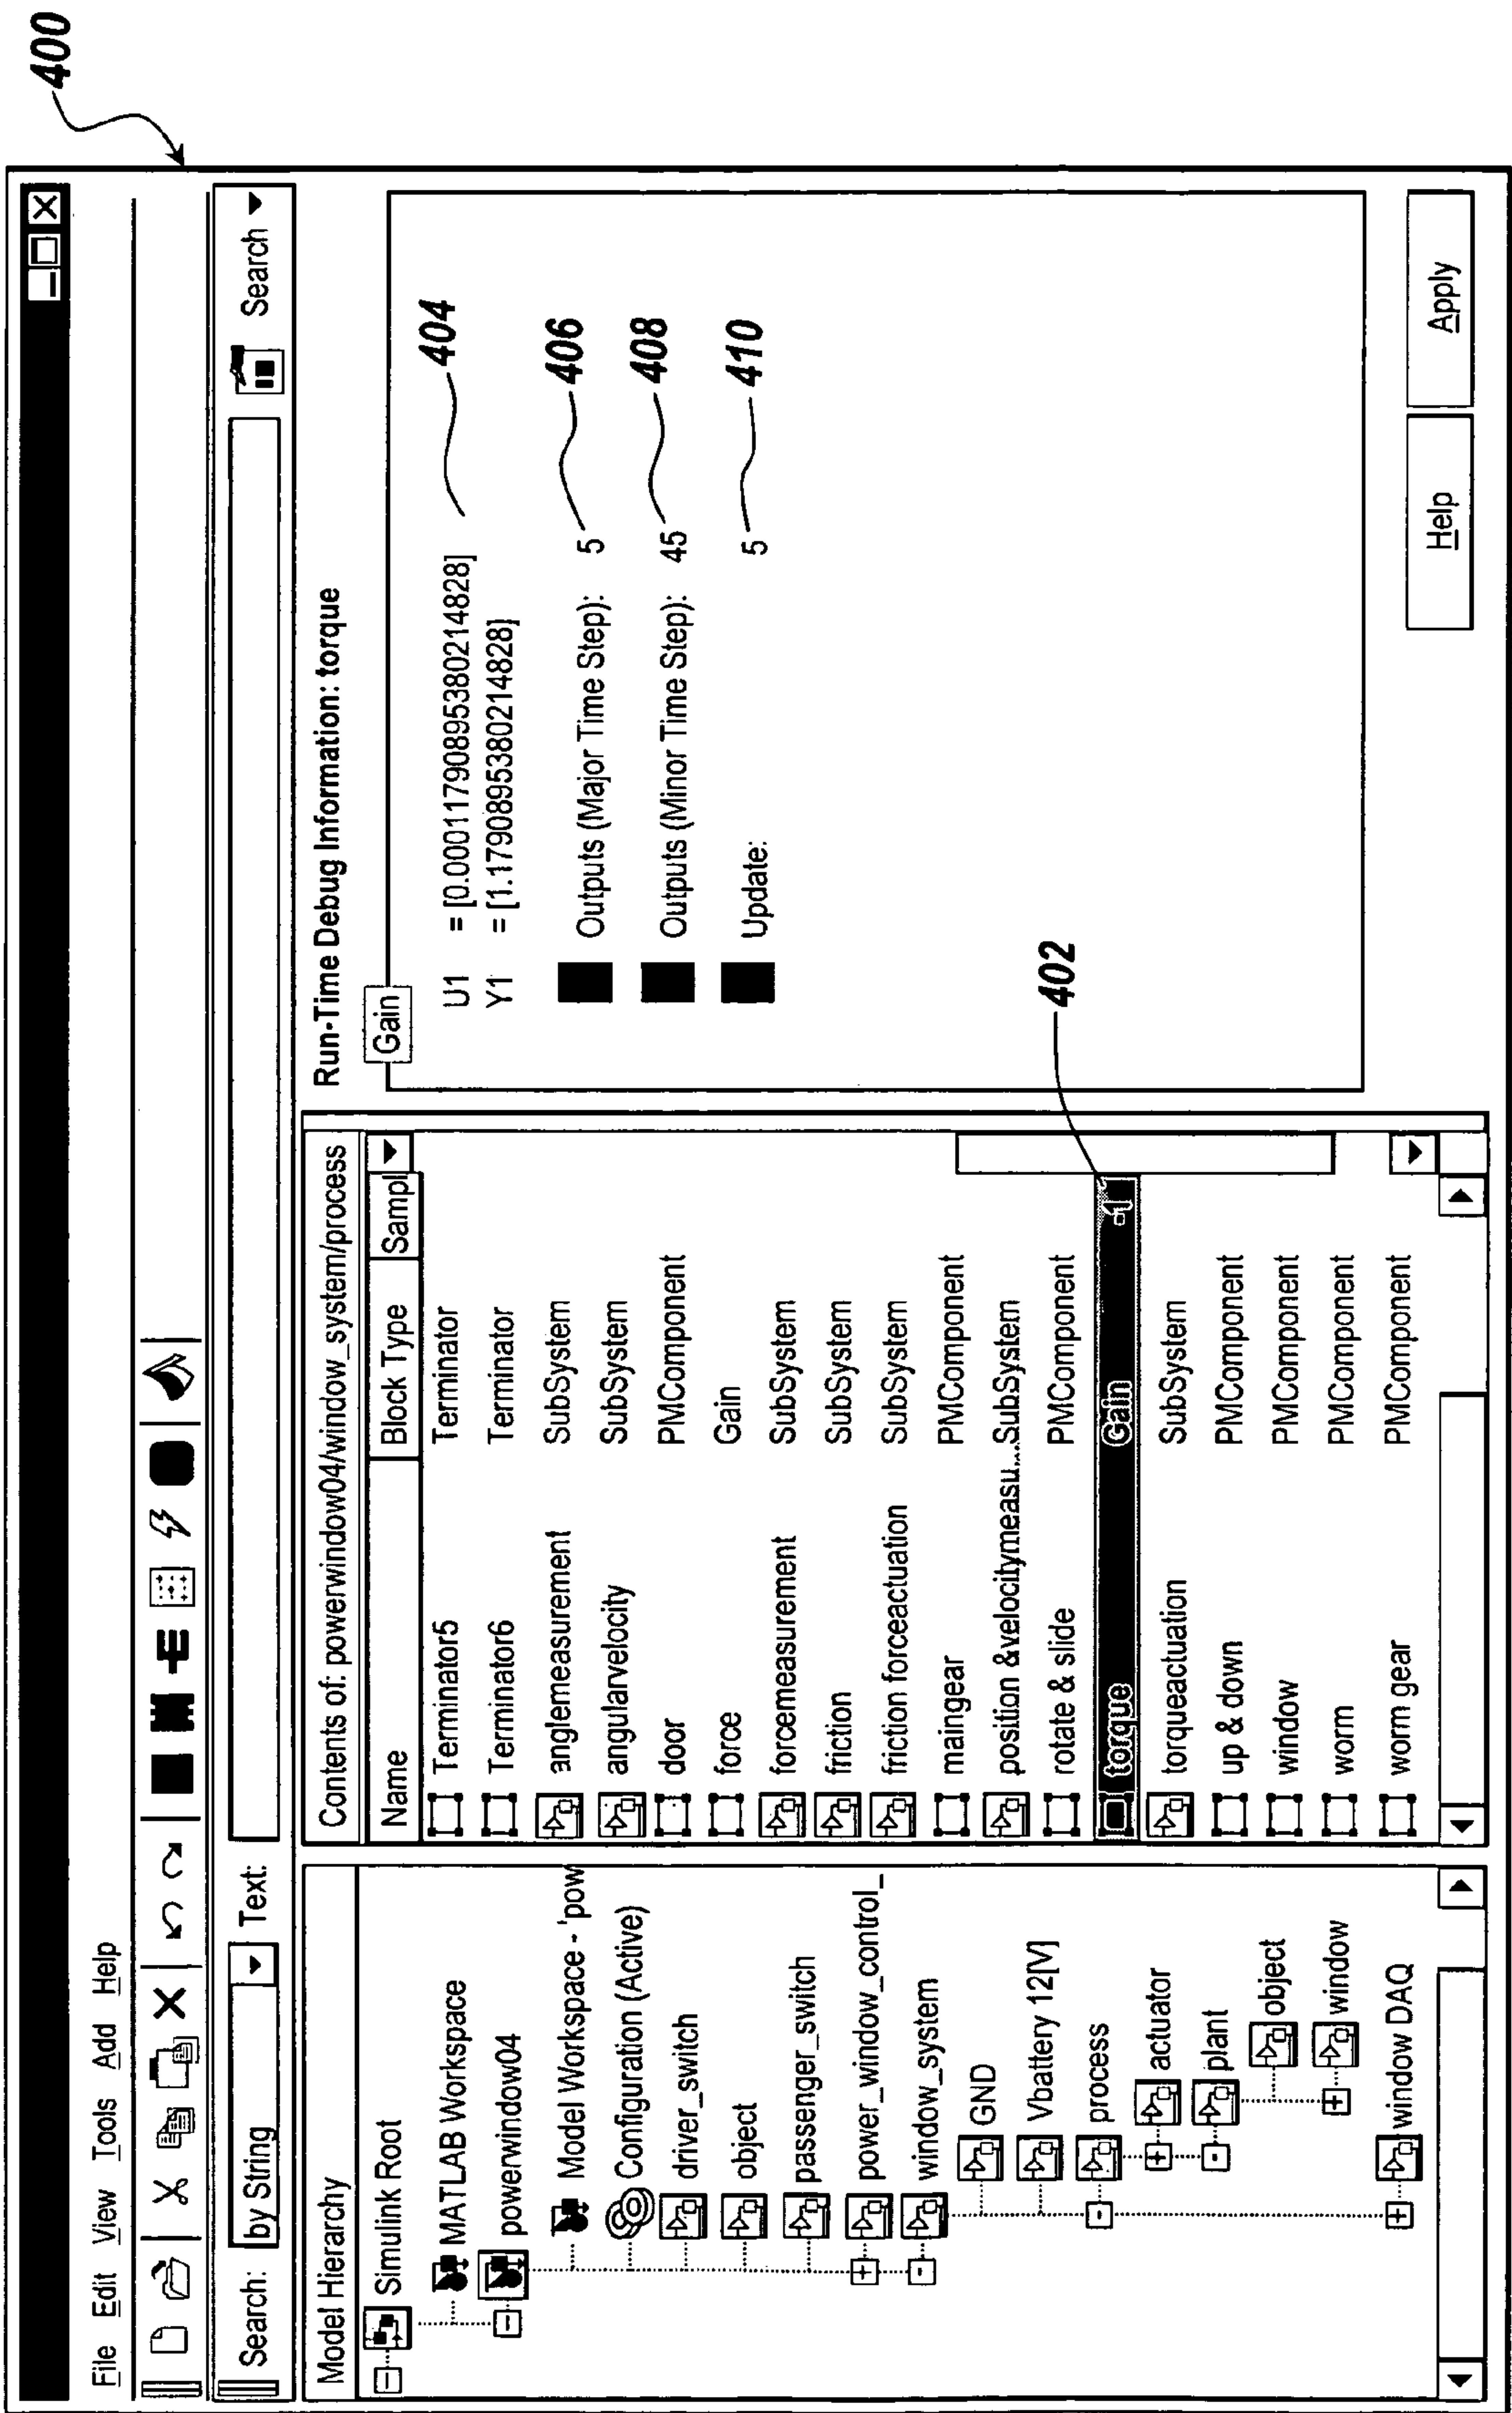 400
File Edit View Tools Add Help
Search: by String Text: Search
Model Hierarchy
Simulink Root
MATLAB Workspace
powerwindow04
Model Workspace - 'pow
Configuration (Active)
driver_switch
object
passenger_switch
power_window_control_
window_system
GND
Vbattery 12[V]
process
actuator
plant
object
window
window DAQ
Contents of: powerwindow04/window_system/process
Name Block Type Sampl
Terminator5 Terminator
Terminator6 Terminator
anglemeasurement SubSystem
angularvelocity SubSystem
door PMComponent
force Gain
forcemeasurement SubSystem
friction SubSystem
friction forceactuation SubSystem
maingear PMComponent
position &velocitymeasu...SubSystem
rotate & slide PMComponent
torque Gain -1
torqueactuation SubSystem
up & down PMComponent
window PMComponent
worm PMComponent
worm gear PMComponent
402
Run-Time Debug Information: torque
Gain
U1 = [0.00011790895380214828] 404
Y1 = [1.1790895380214828]
Outputs (Major Time Step): 5 406
Outputs (Minor Time Step): 45 408
Update: 5 410
Help Apply